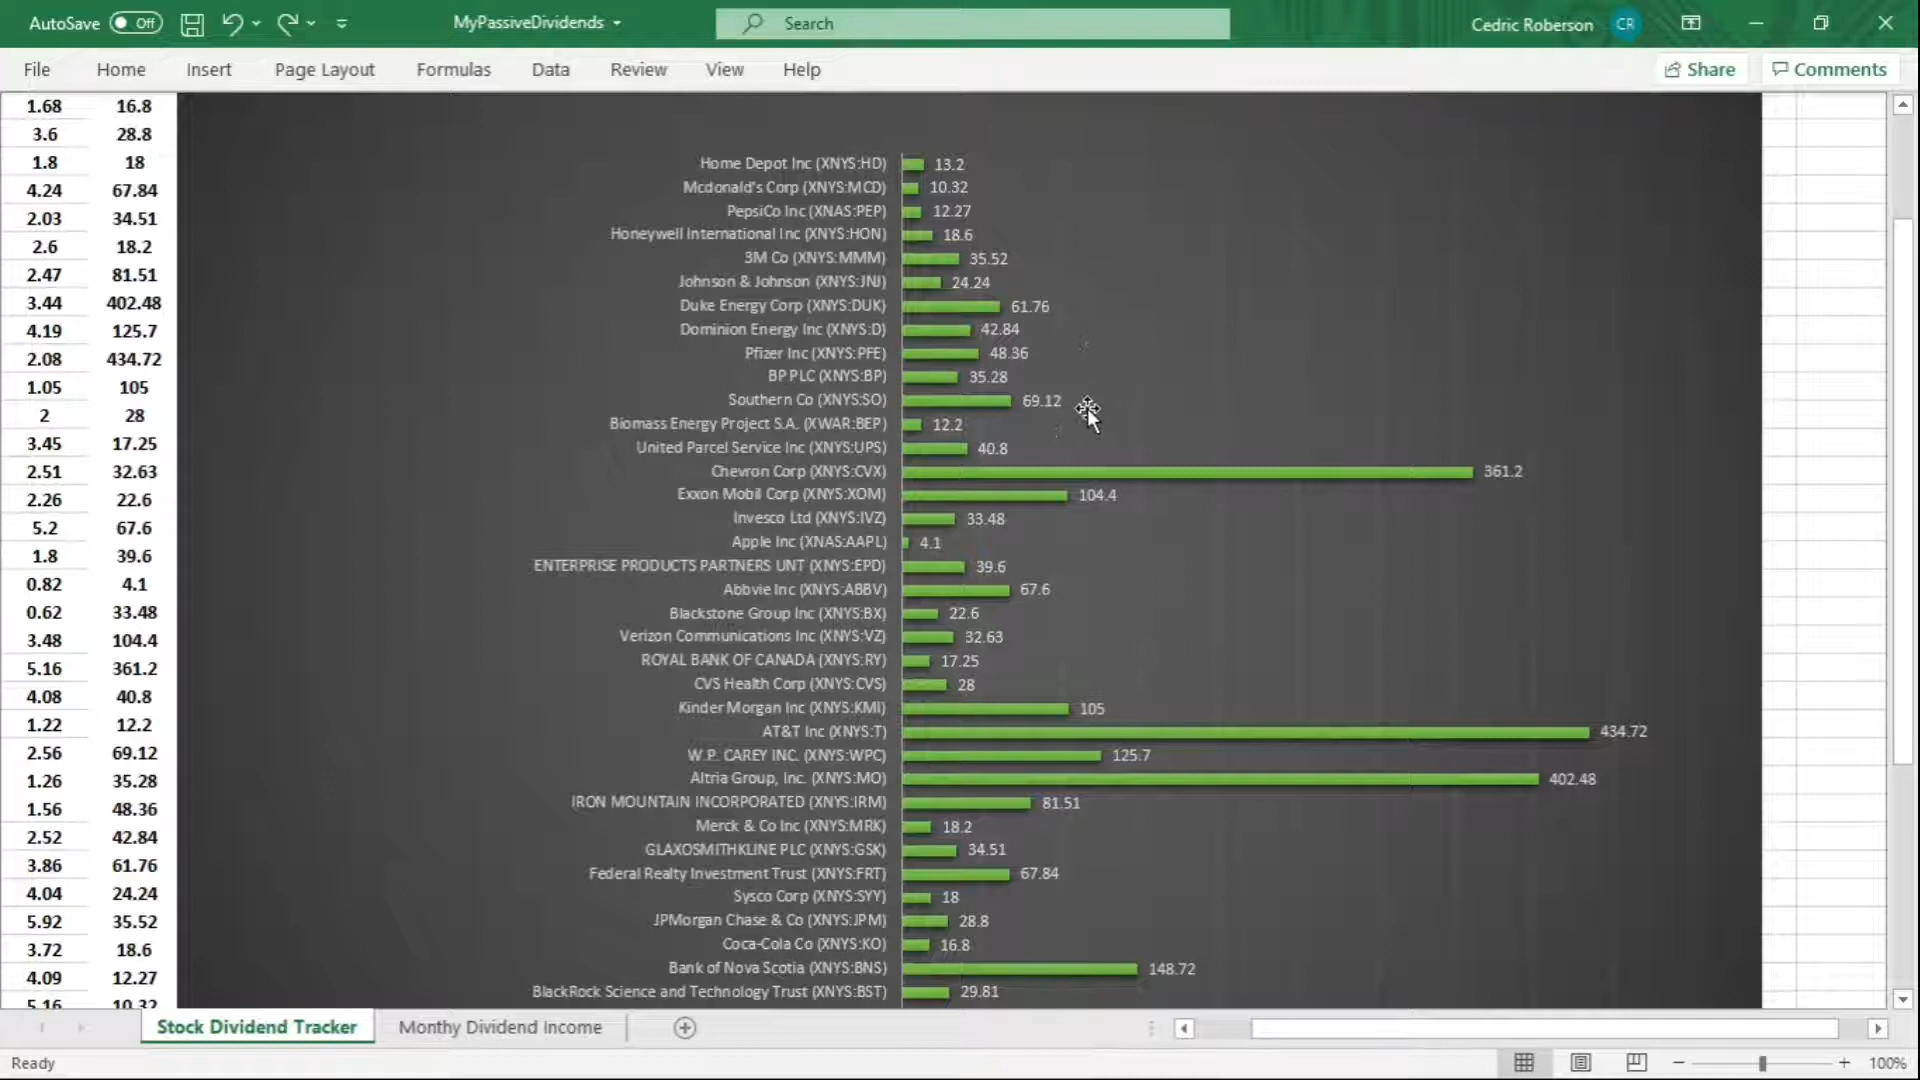 AutoSave Off MyPassiveDividends Search Cedric Roberson CR
File Home Insert Page Layout Formulas Data Review View Help Share Comments
1.68 16.8
3.6 28.8
1.8 18
4.24 67.84
2.03 34.51
2.6 18.2
2.47 81.51
3.44 402.48
4.19 125.7
2.08 434.72
1.05 105
2 28
3.45 17.25
2.51 32.63
2.26 22.6
5.2 67.6
1.8 39.6
0.82 4.1
0.62 33.48
3.48 104.4
5.16 361.2
4.08 40.8
1.22 12.2
2.56 69.12
1.26 35.28
1.56 48.36
2.52 42.84
3.86 61.76
4.04 24.24
5.92 35.52
3.72 18.6
4.09 12.27
5.16 10.32
Home Depot Inc (XNYS:HD) 13.2
Mcdonald's Corp (XNYS:MCD) 10.32
PepsiCo Inc (XNAS:PEP) 12.27
Honeywell International Inc (XNYS:HON) 18.6
3M Co (XNYS:MMM) 35.52
Johnson & Johnson (XNYS:JNJ) 24.24
Duke Energy Corp (XNYS:DUK) 61.76
Dominion Energy Inc (XNYS:D) 42.84
Pfizer Inc (XNYS:PFE) 48.36
BP PLC (XNYS:BP) 35.28
Southern Co (XNYS:SO) 69.12
Biomass Energy Project S.A. (XWAR:BEP) 12.2
United Parcel Service Inc (XNYS:UPS) 40.8
Chevron Corp (XNYS:CVX) 361.2
Exxon Mobil Corp (XNYS:XOM) 104.4
Invesco Ltd (XNYS:IVZ) 33.48
Apple Inc (XNAS:AAPL) 4.1
ENTERPRISE PRODUCTS PARTNERS UNT (XNYS:EPD) 39.6
Abbvie Inc (XNYS:ABBV) 67.6
Blackstone Group Inc (XNYS:BX) 22.6
Verizon Communications Inc (XNYS:VZ) 32.63
ROYAL BANK OF CANADA (XNYS:RY) 17.25
CVS Health Corp (XNYS:CVS) 28
Kinder Morgan Inc (XNYS:KMI) 105
AT&T Inc (XNYS:T) 434.72
W.P. CAREY INC. (XNYS:WPC) 125.7
Altria Group, Inc. (XNYS:MO) 402.48
IRON MOUNTAIN INCORPORATED (XNYS:IRM) 81.51
Merck & Co Inc (XNYS:MRK) 18.2
GLAXOSMITHKLINE PLC (XNYS:GSK) 34.51
Federal Realty Investment Trust (XNYS:FRT) 67.84
Sysco Corp (XNYS:SYY) 18
JPMorgan Chase & Co (XNYS:JPM) 28.8
Coca-Cola Co (XNYS:KO) 16.8
Bank of Nova Scotia (XNYS:BNS) 148.72
BlackRock Science and Technology Trust (XNYS:BST) 29.81
Stock Dividend Tracker Monthy Dividend Income
Ready 100%